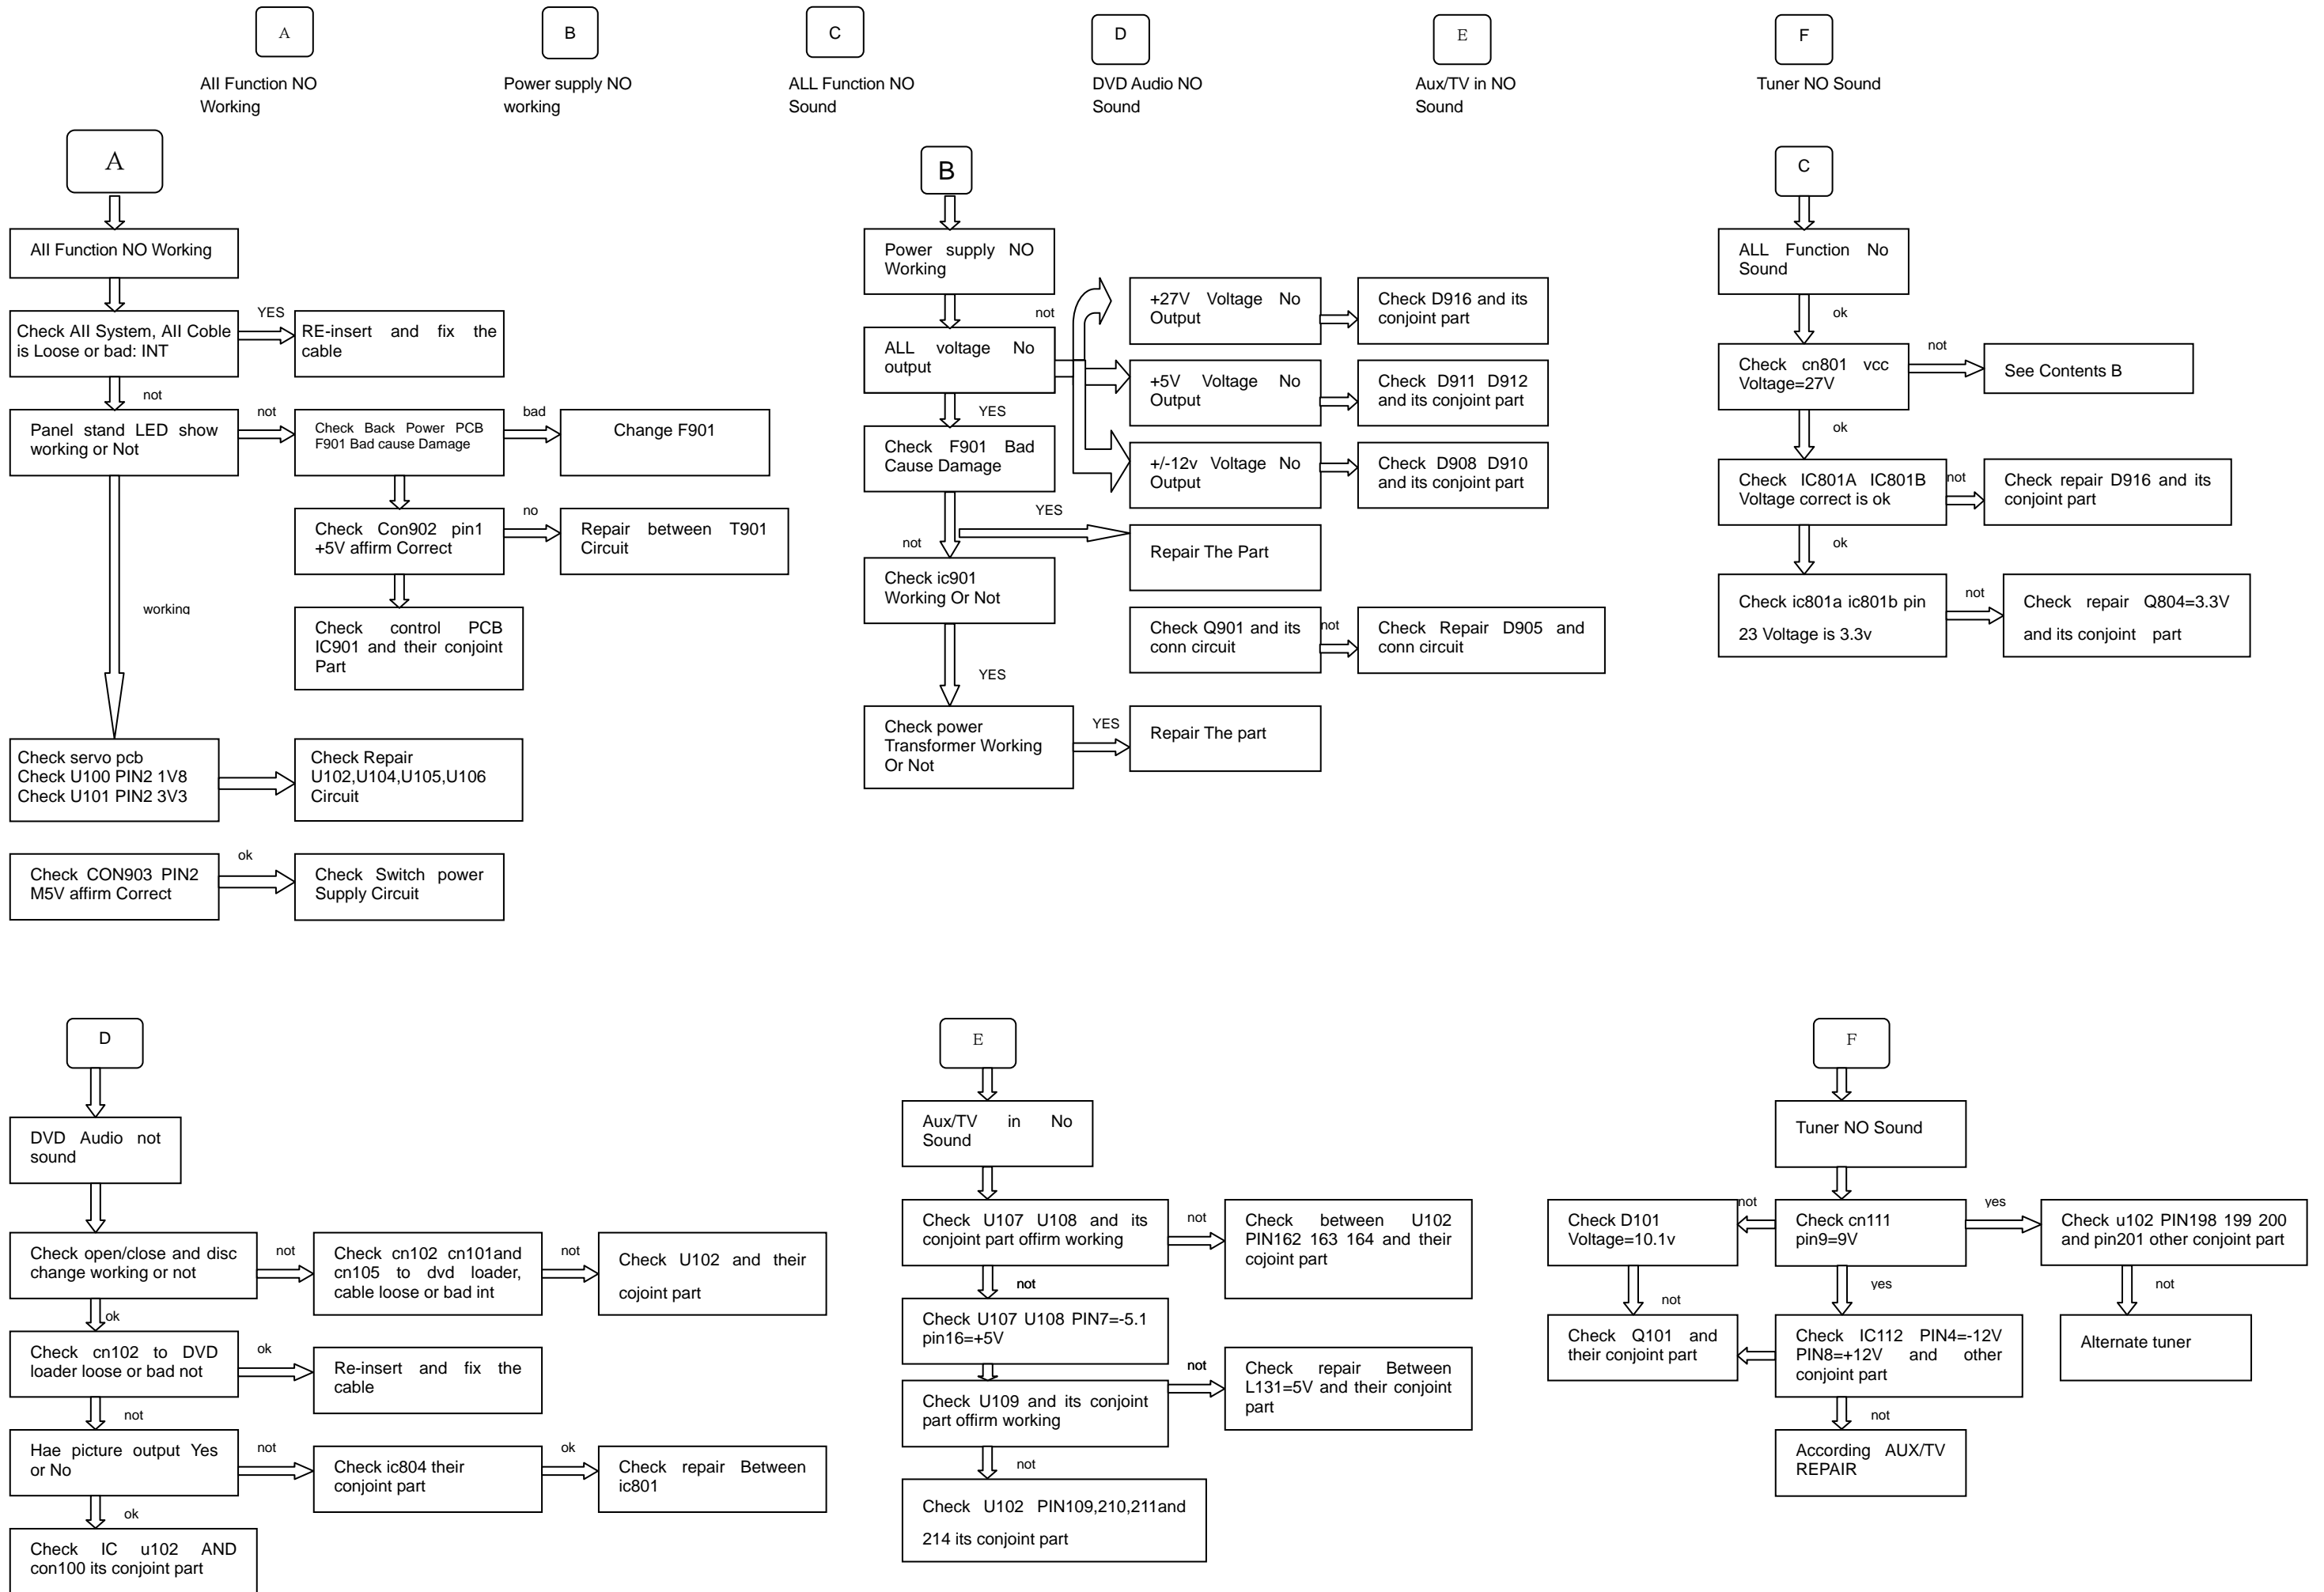 A
B
C
D
E
F
AII Function NO
Working
Power supply NO
working
ALL Function NO
Sound
DVD Audio NO
Sound
Aux/TV in NO
Sound
Tuner NO Sound
A
AII Function NO Working
Check AII System, AII Coble
is Loose or bad: INT
YES
RE-insert and fix the
cable
not
Panel stand LED show
working or Not
not
Check Back Power PCB
F901 Bad cause Damage
bad
Change F901
Check Con902 pin1
+5V affirm Correct
no
Repair between T901
Circuit
working
Check control PCB
IC901 and their conjoint
Part
Check servo pcb
Check U100 PIN2 1V8
Check U101 PIN2 3V3
Check Repair
U102,U104,U105,U106
Circuit
Check CON903 PIN2
M5V affirm Correct
ok
Check Switch power
Supply Circuit
B
Power supply NO
Working
not
ALL voltage No
output
+27V Voltage No
Output
Check D916 and its
conjoint part
+5V Voltage No
Output
Check D911 D912
and its conjoint part
+/-12v Voltage No
Output
Check D908 D910
and its conjoint part
YES
Check F901 Bad
Cause Damage
YES
Repair The Part
not
Check ic901
Working Or Not
Check Q901 and its
conn circuit
not
Check Repair D905 and
conn circuit
YES
Check power
Transformer Working
Or Not
YES
Repair The part
C
ALL Function No
Sound
ok
Check cn801 vcc
Voltage=27V
not
See Contents B
ok
Check IC801A IC801B
Voltage correct is ok
not
Check repair D916 and its
conjoint part
ok
Check ic801a ic801b pin
23 Voltage is 3.3v
not
Check repair Q804=3.3V
and its conjoint part
D
DVD Audio not
sound
Check open/close and disc
change working or not
not
Check cn102 cn101and
cn105 to dvd loader,
cable loose or bad int
not
Check U102 and their
cojoint part
ok
Check cn102 to DVD
loader loose or bad not
ok
Re-insert and fix the
cable
not
Hae picture output Yes
or No
not
Check ic804 their
conjoint part
ok
Check repair Between
ic801
ok
Check IC u102 AND
con100 its conjoint part
E
Aux/TV in No
Sound
Check U107 U108 and its
conjoint part offirm working
not
Check between U102
PIN162 163 164 and their
cojoint part
not
Check U107 U108 PIN7=-5.1
pin16=+5V
Check U109 and its conjoint
part offirm working
not
Check repair Between
L131=5V and their conjoint
part
not
Check U102 PIN109,210,211and
214 its conjoint part
F
Tuner NO Sound
Check D101
Voltage=10.1v
not
Check cn111
pin9=9V
yes
Check u102 PIN198 199 200
and pin201 other conjoint part
not
yes
not
Check Q101 and
their conjoint part
Check IC112 PIN4=-12V
PIN8=+12V and other
conjoint part
Alternate tuner
not
According AUX/TV
REPAIR